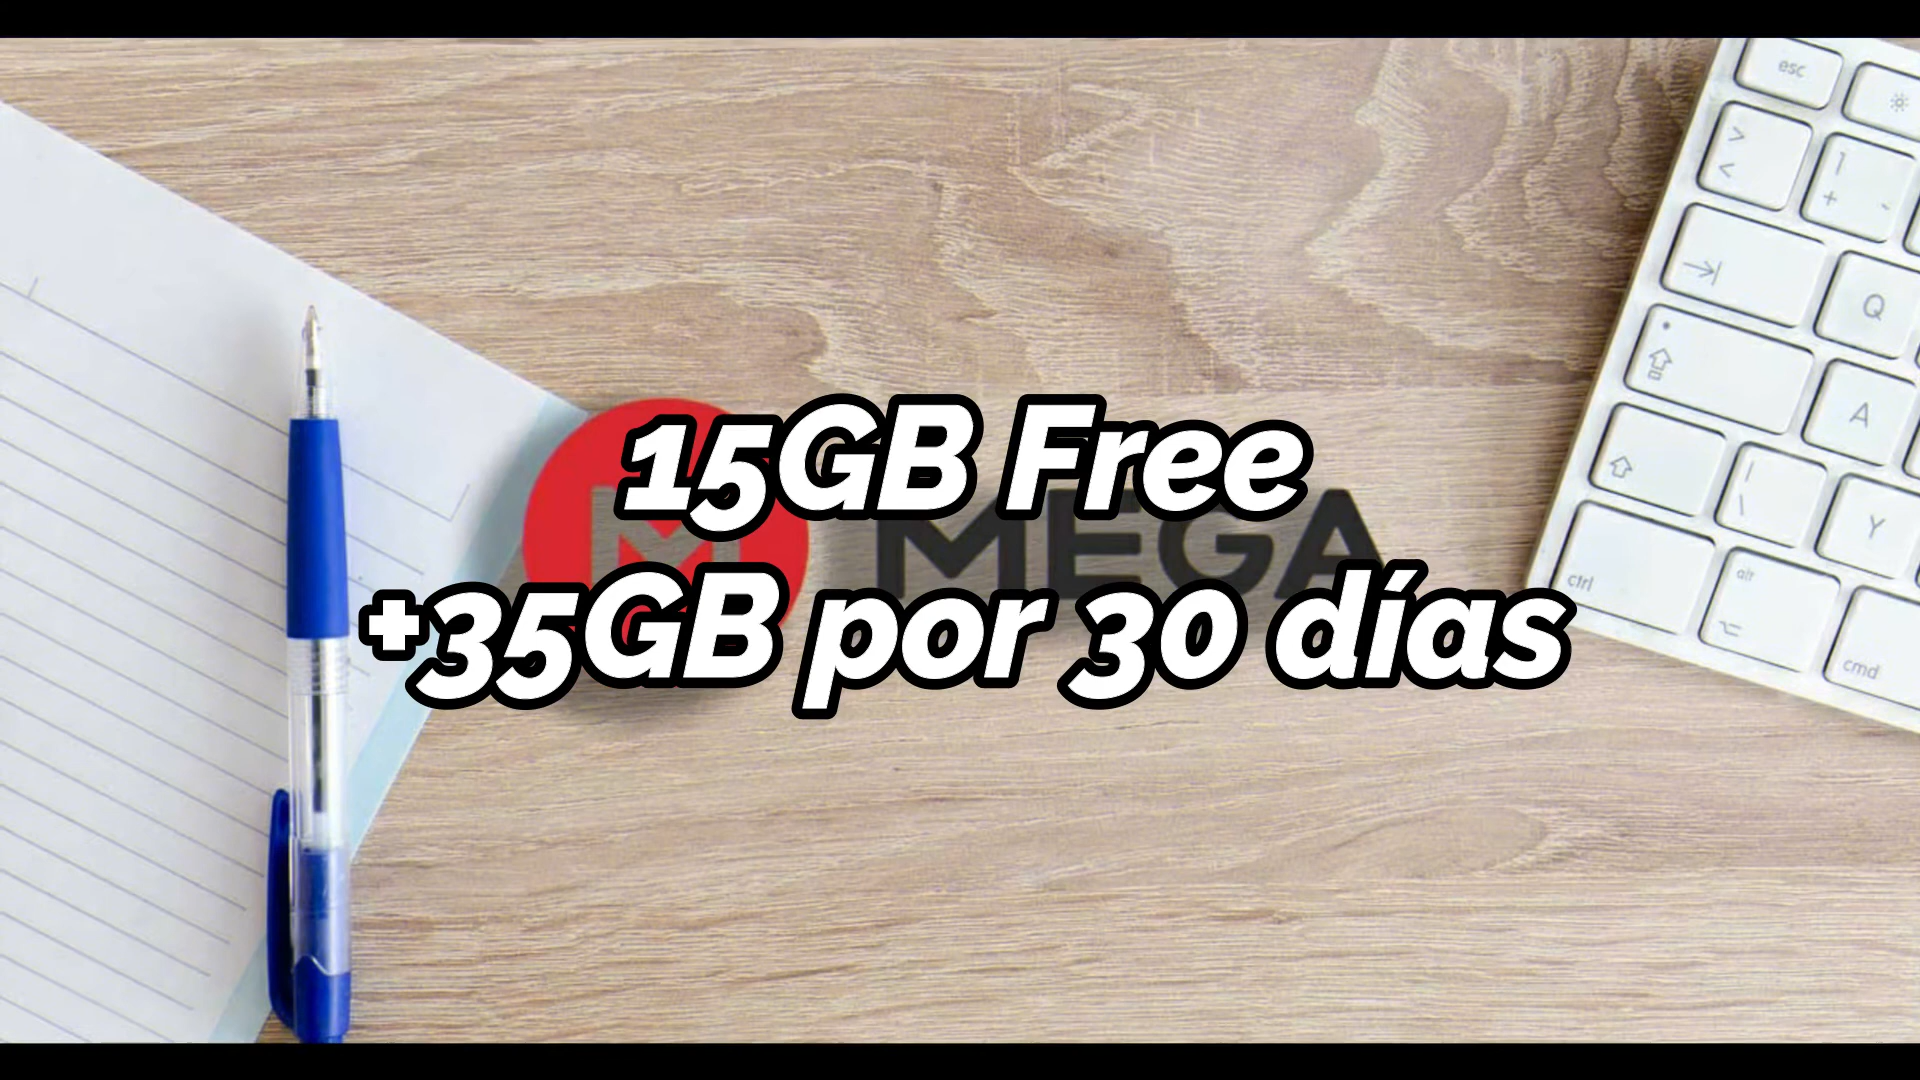 15GB Free
MEGA
+35GB por 30 días
esc
Q
A
Y
ctrl
alt
cmd